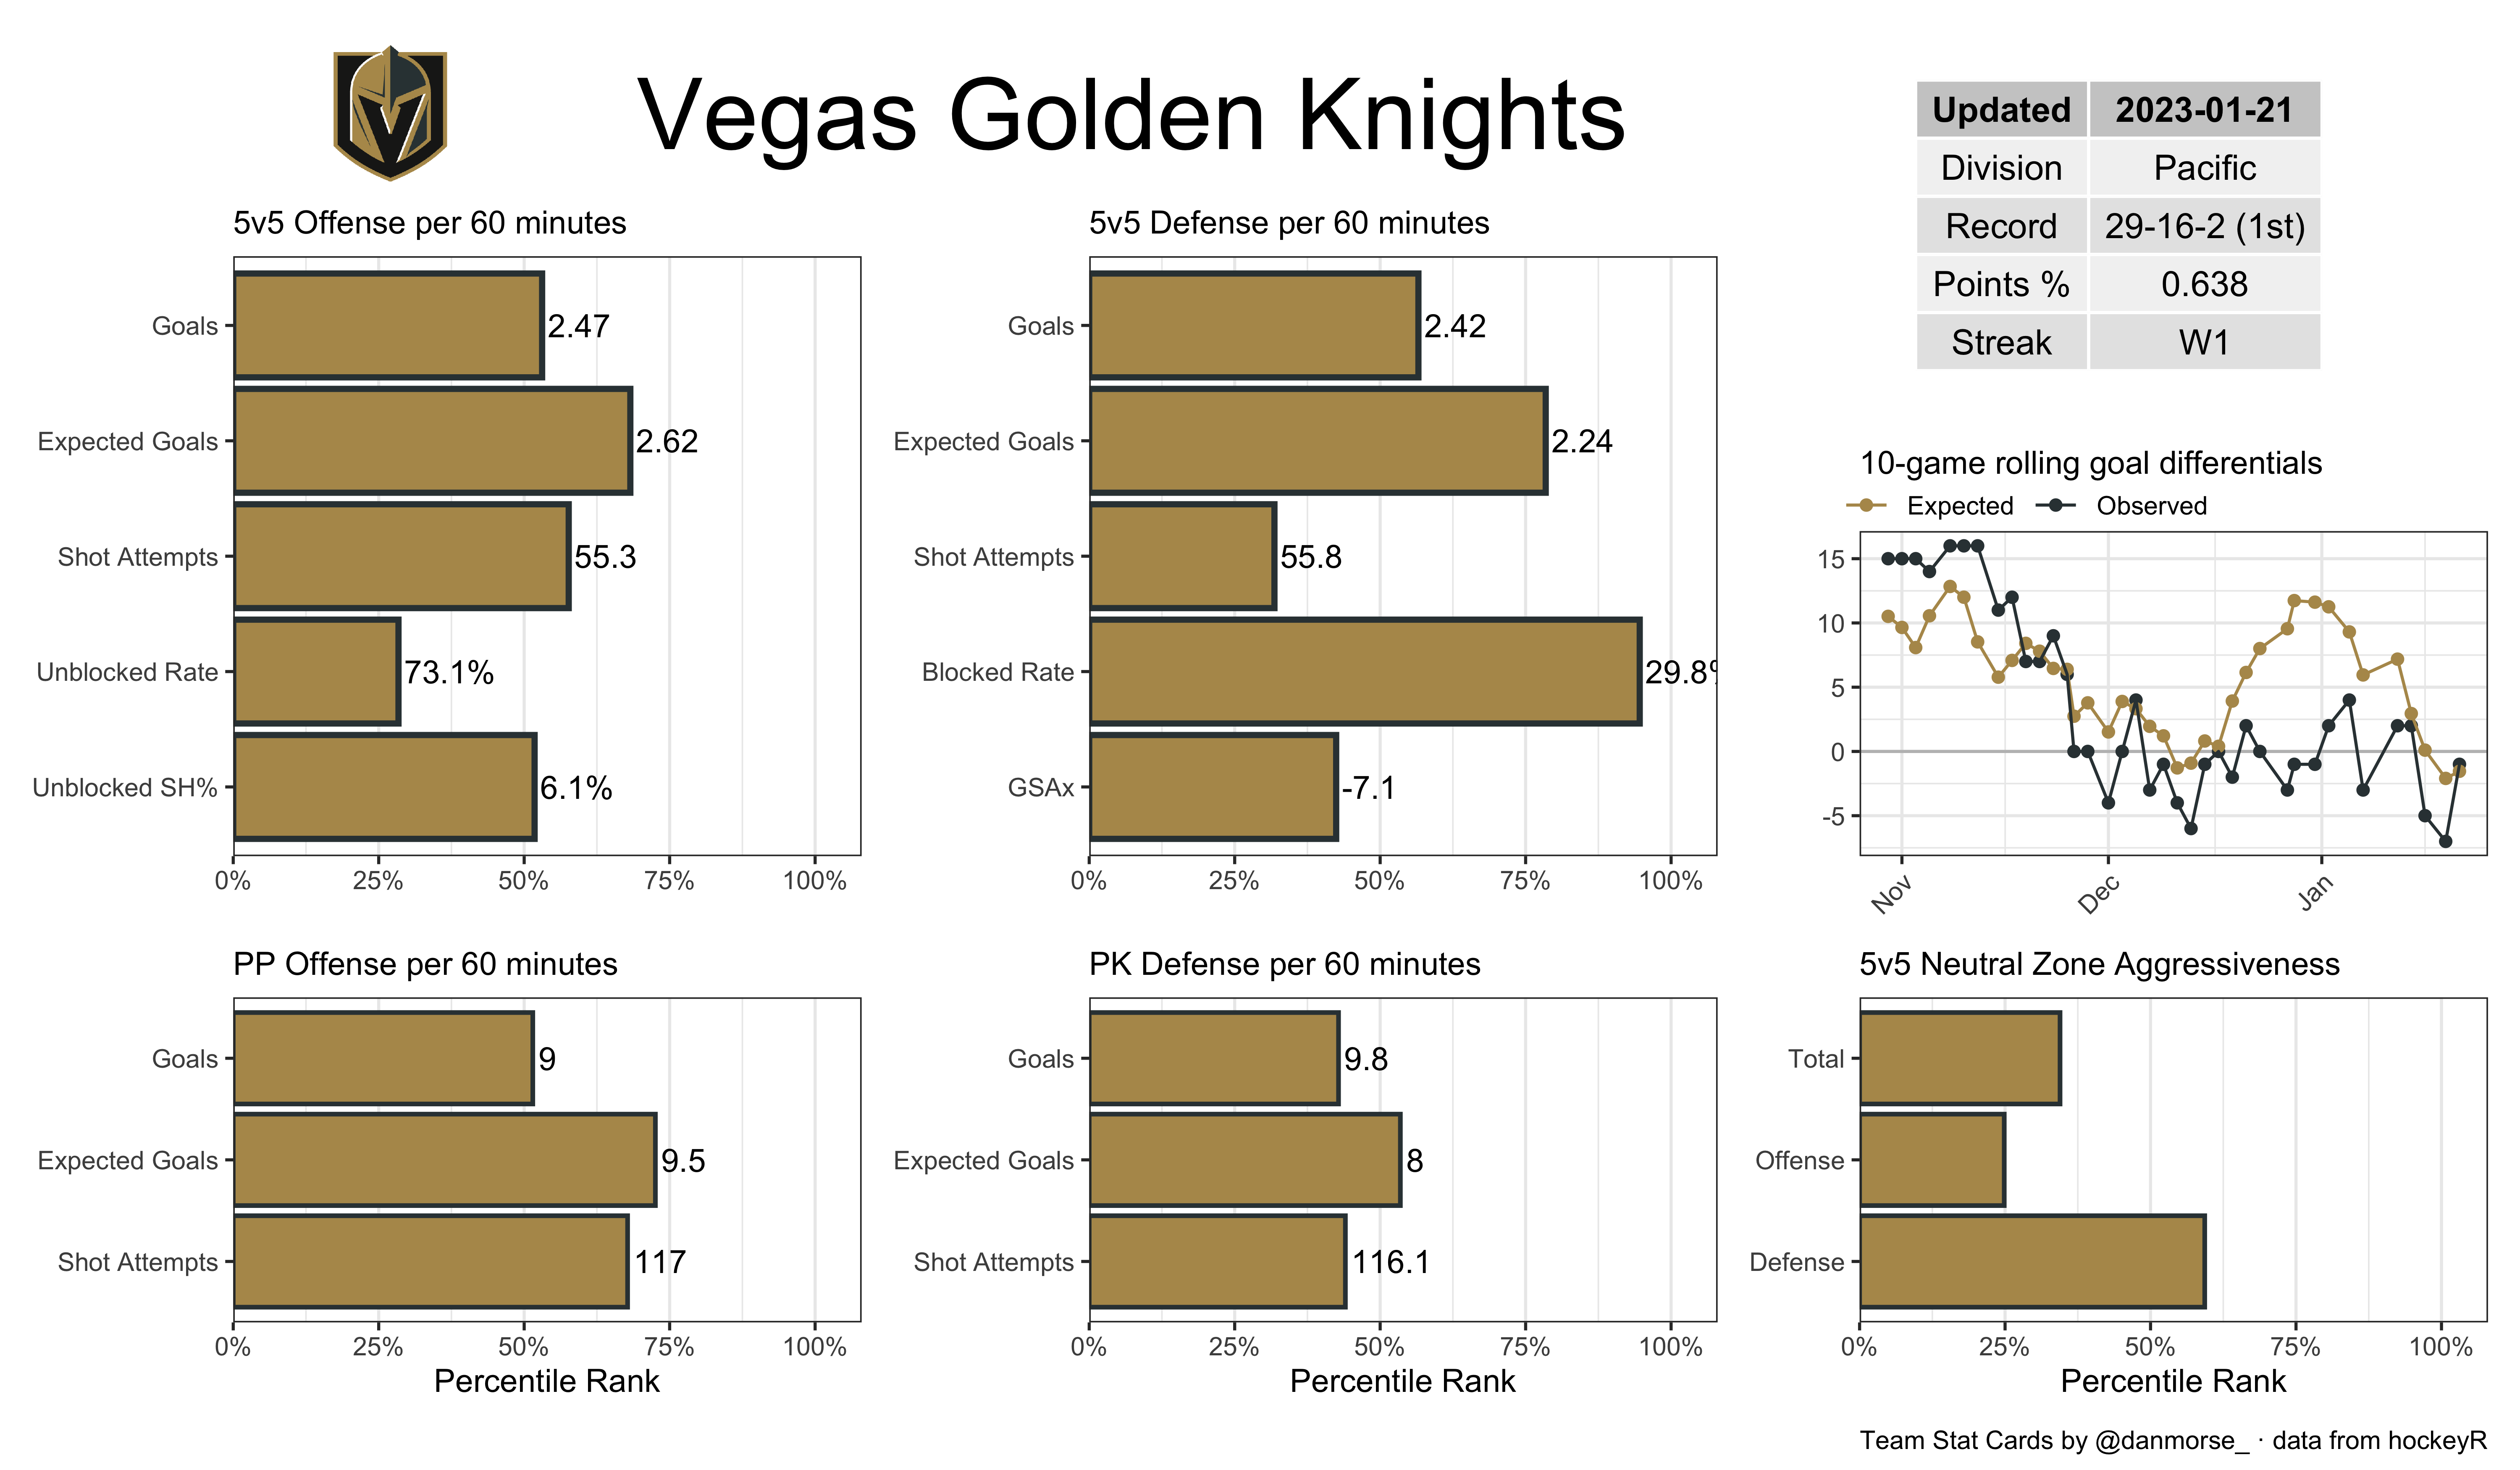 Vegas Golden Knights
Updated 2023-01-21
Division Pacific
Record 29-16-2 (1st)
Points % 0.638
Streak W1
5v5 Offense per 60 minutes
Goals 2.47
Expected Goals 2.62
Shot Attempts 55.3
Unblocked Rate 73.1%
Unblocked SH% 6.1%
0% 25% 50% 75% 100%
5v5 Defense per 60 minutes
Goals 2.42
Expected Goals 2.24
Shot Attempts 55.8
Blocked Rate 29.8%
GSAx -7.1
0% 25% 50% 75% 100%
10-game rolling goal differentials
Expected Observed
15
10
5
0
-5
Nov Dec Jan
PP Offense per 60 minutes
Goals 9
Expected Goals 9.5
Shot Attempts 117
0% 25% 50% 75% 100%
Percentile Rank
PK Defense per 60 minutes
Goals 9.8
Expected Goals 8
Shot Attempts 116.1
0% 25% 50% 75% 100%
Percentile Rank
5v5 Neutral Zone Aggressiveness
Total
Offense
Defense
0% 25% 50% 75% 100%
Percentile Rank
Team Stat Cards by @danmorse_ · data from hockeyR